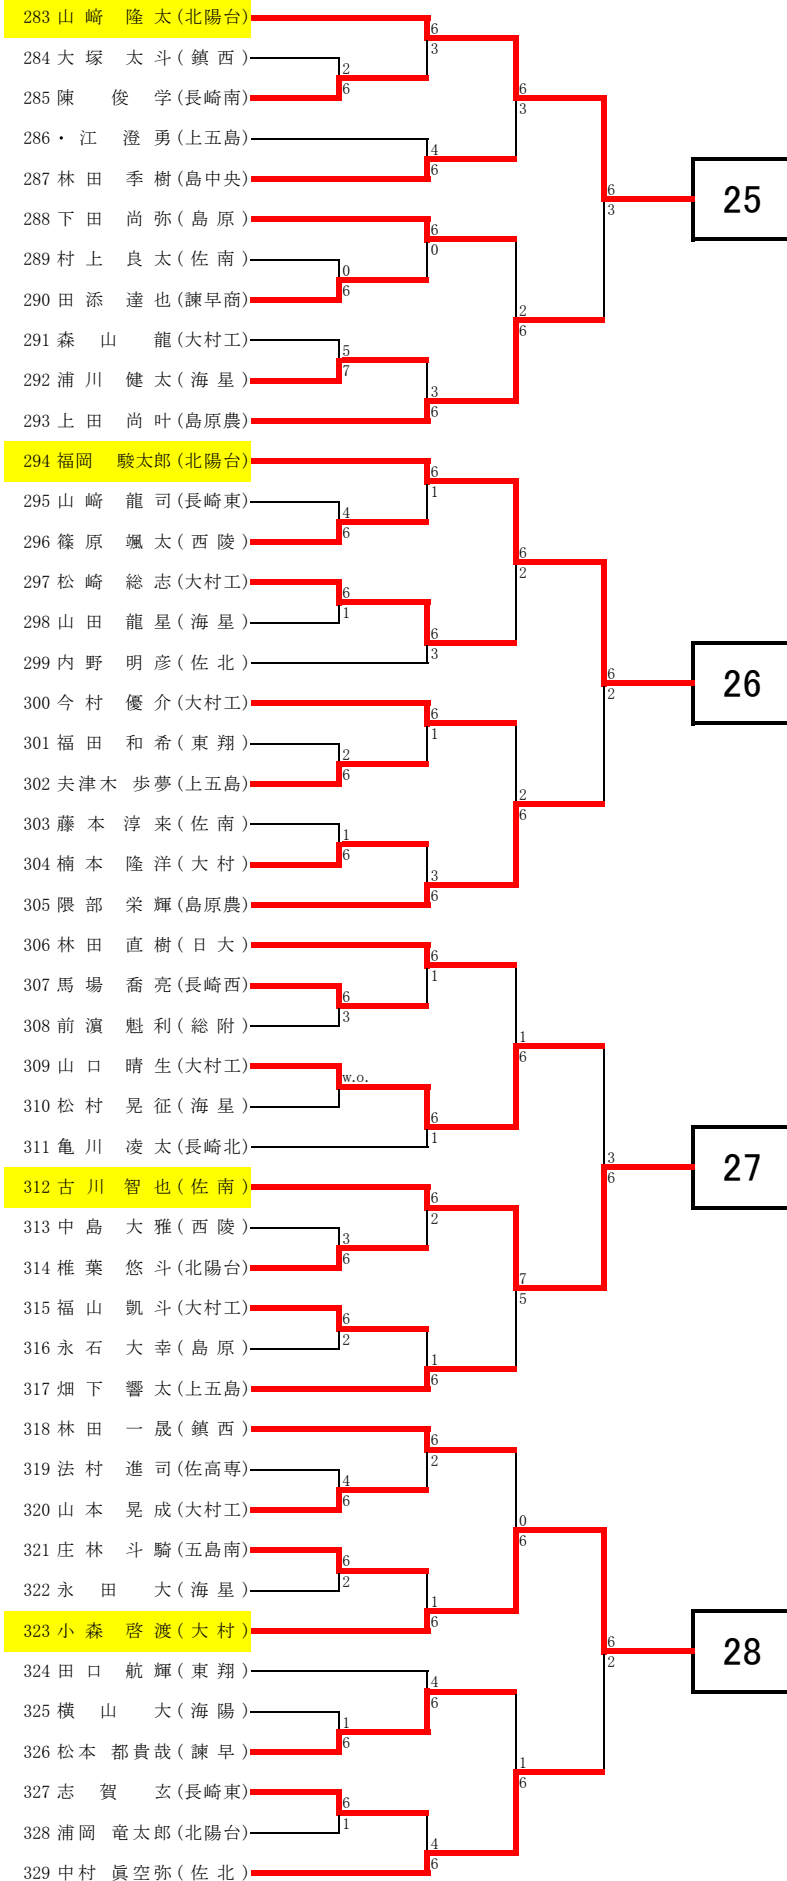 283 山﨑 隆太(北陽台)
6
3
284 大塚 太斗(鎮西)
2
6
285 陳 俊学(長崎南)
6
3
286 ・江 澄勇(上五島)
4
6
287 林田 季樹(島中央)
6
3
25
288 下田 尚弥(島原)
6
0
289 村上 良太(佐南)
0
6
290 田添 達也(諫早商)
2
6
291 森山 龍(大村工)
5
7
292 浦川 健太(海星)
3
6
293 上田 尚叶(島原農)
294 福岡 駿太郎(北陽台)
6
1
295 山﨑 龍司(長崎東)
4
6
296 篠原 颯太(西陵)
6
2
297 松崎 総志(大村工)
6
1
298 山田 龍星(海星)
6
3
299 内野 明彦(佐北)
6
2
26
300 今村 優介(大村工)
6
1
301 福田 和希(東翔)
2
6
302 夫津木 歩夢(上五島)
2
6
303 藤本 淳来(佐南)
1
6
304 楠本 隆洋(大村)
3
6
305 隈部 栄輝(島原農)
306 林田 直樹(日大)
6
1
307 馬場 喬亮(長崎西)
6
3
308 前濵 魁利(総附)
1
6
309 山口 晴生(大村工)
w.o.
310 松村 晃征(海星)
6
1
311 亀川 凌太(長崎北)
3
6
27
312 古川 智也(佐南)
6
2
313 中島 大雅(西陵)
3
6
314 椎葉 悠斗(北陽台)
7
5
315 福山 凱斗(大村工)
6
2
316 永石 大幸(島原)
1
6
317 畑下 響太(上五島)
318 林田 一晟(鎮西)
6
2
319 法村 進司(佐高専)
4
6
320 山本 晃成(大村工)
0
6
321 庄林 斗騎(五島南)
6
2
322 永田 大(海星)
1
6
323 小森 啓渡(大村)
6
2
28
324 田口 航輝(東翔)
4
6
325 横山 大(海陽)
1
6
326 松本 都貴哉(諫早)
1
6
327 志賀 玄(長崎東)
6
1
328 浦岡 竜太郎(北陽台)
4
6
329 中村 眞空弥(佐北)